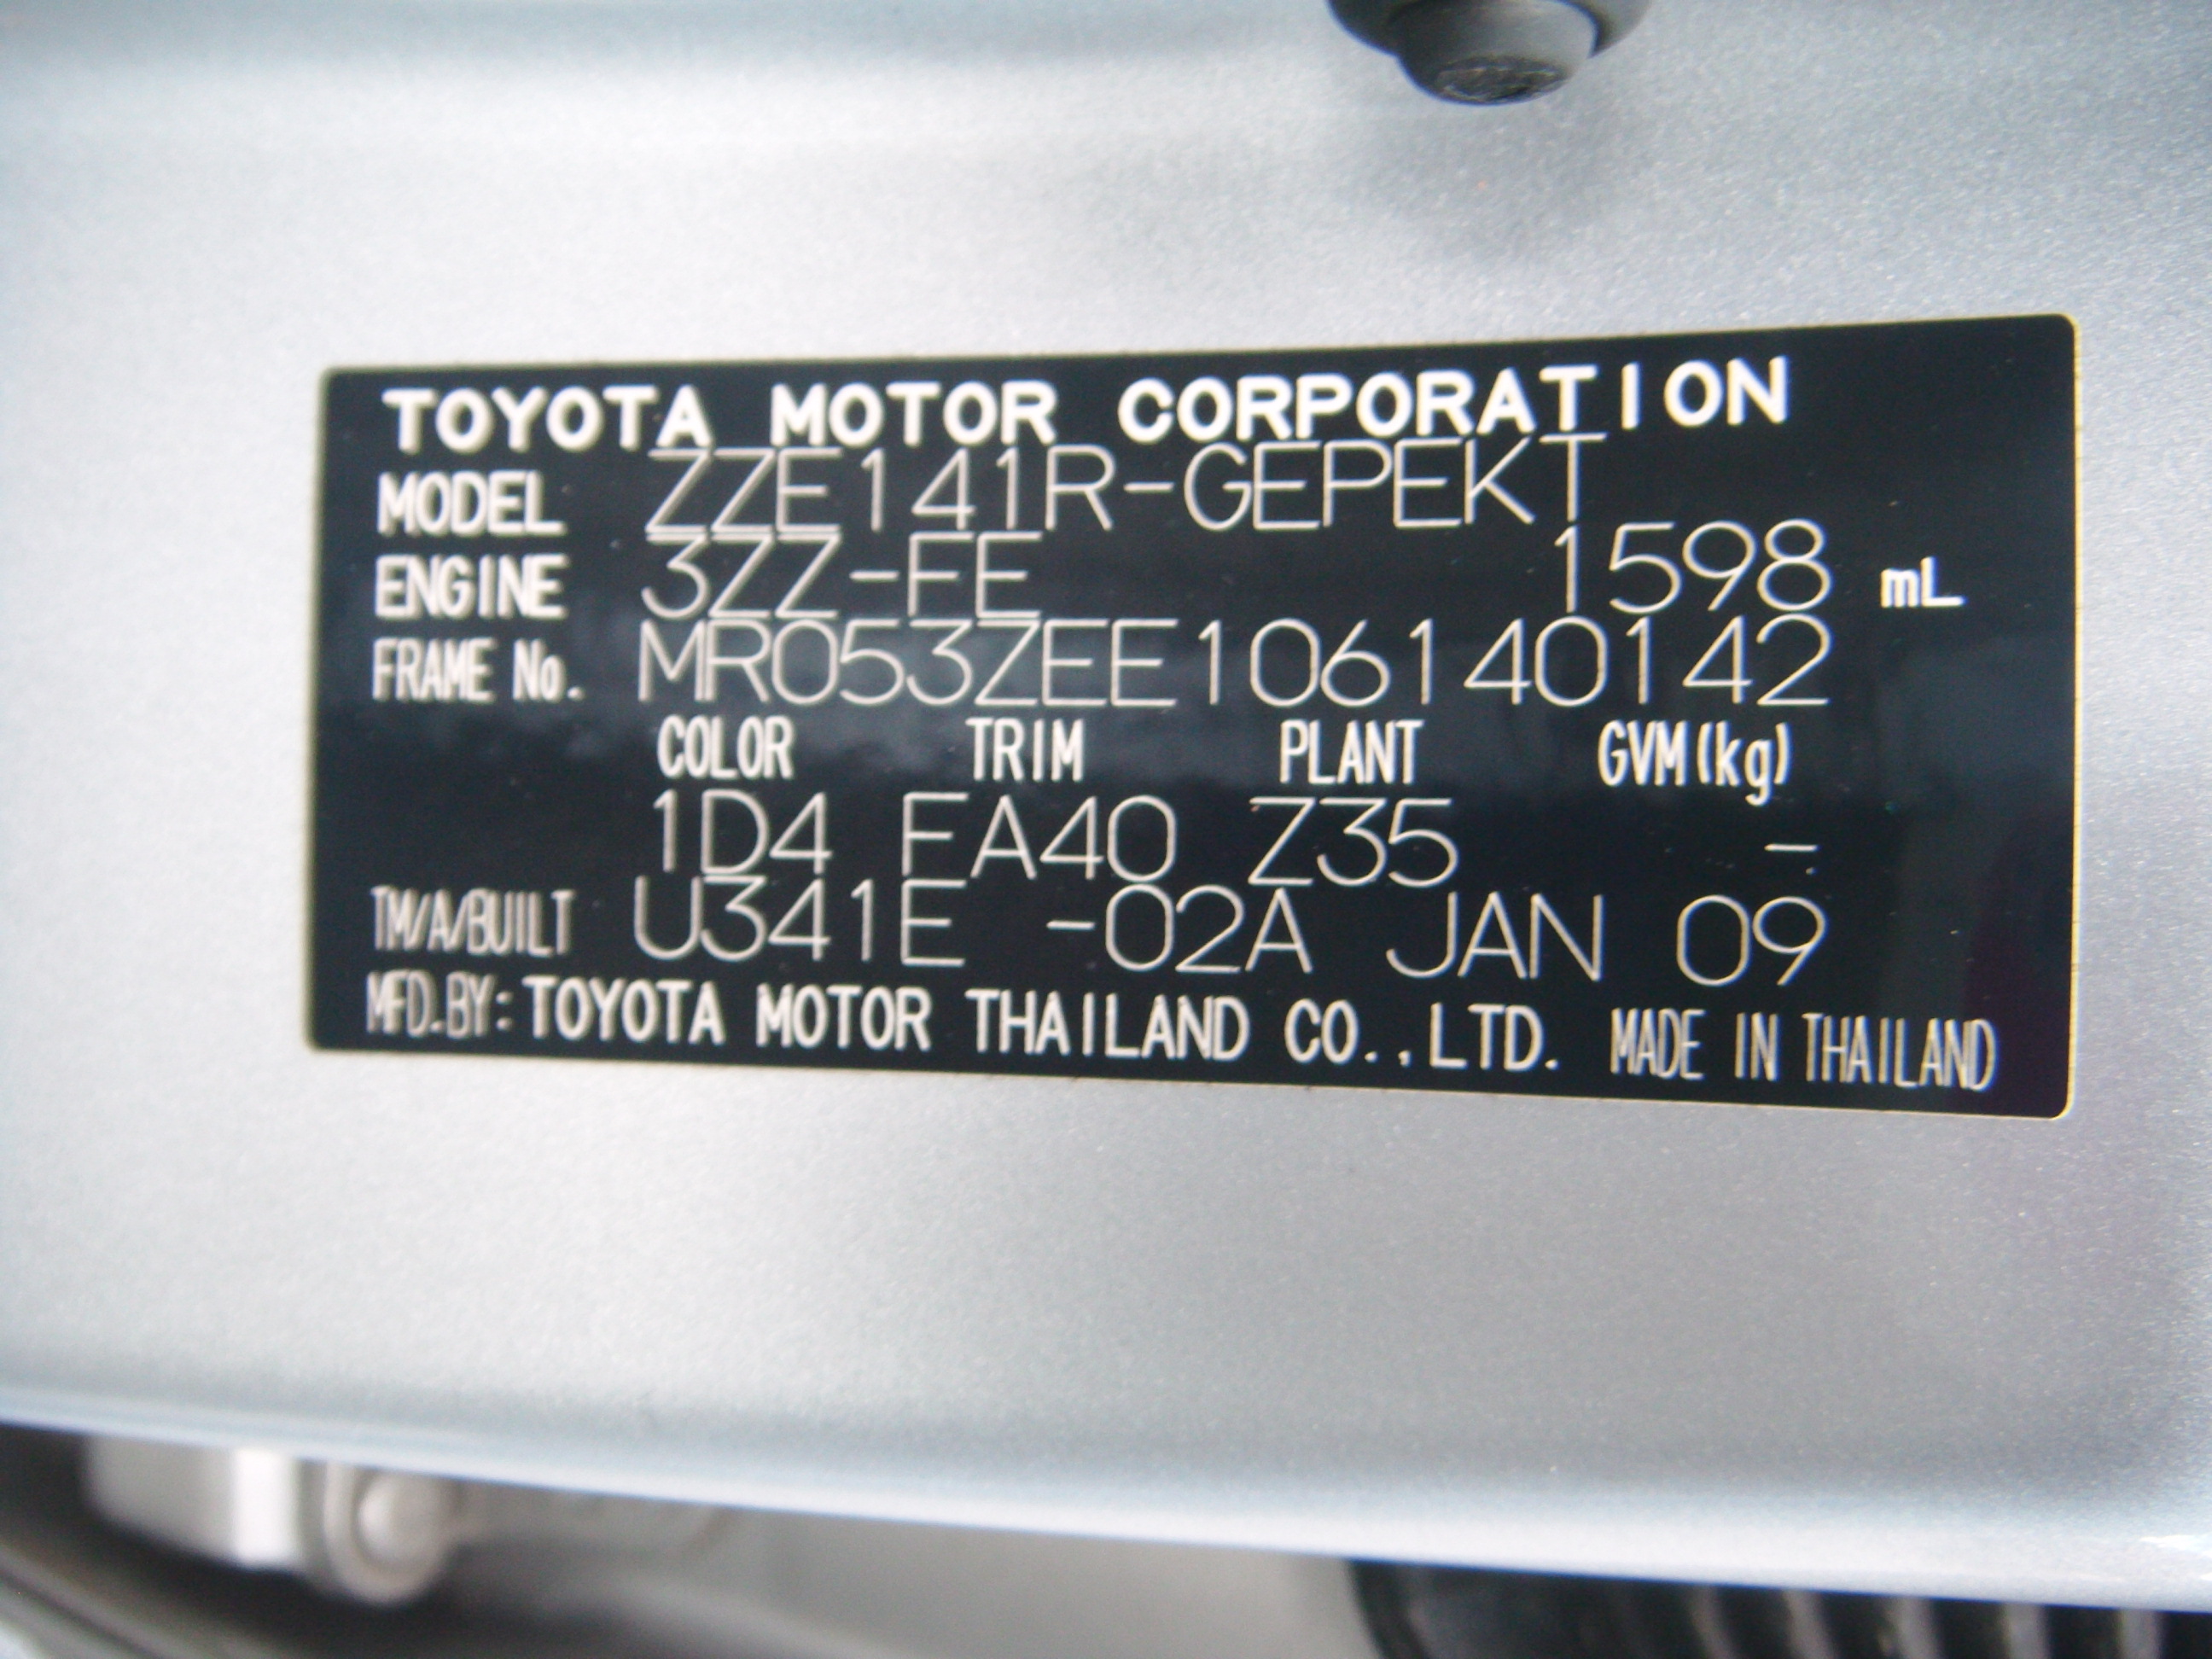 TOYOTA MOTOR CORPORATION
MODEL ZZE141R-GEPEKT
ENGINE 3ZZ-FE 1598 mL
FRAME No. MR053ZEE106140142
COLOR TRIM PLANT GVM(kg)
1D4 FA40 Z35 -
TM/A/BUILT U341E -02A JAN 09
MFD.BY: TOYOTA MOTOR THAILAND CO.,LTD. MADE IN THAILAND